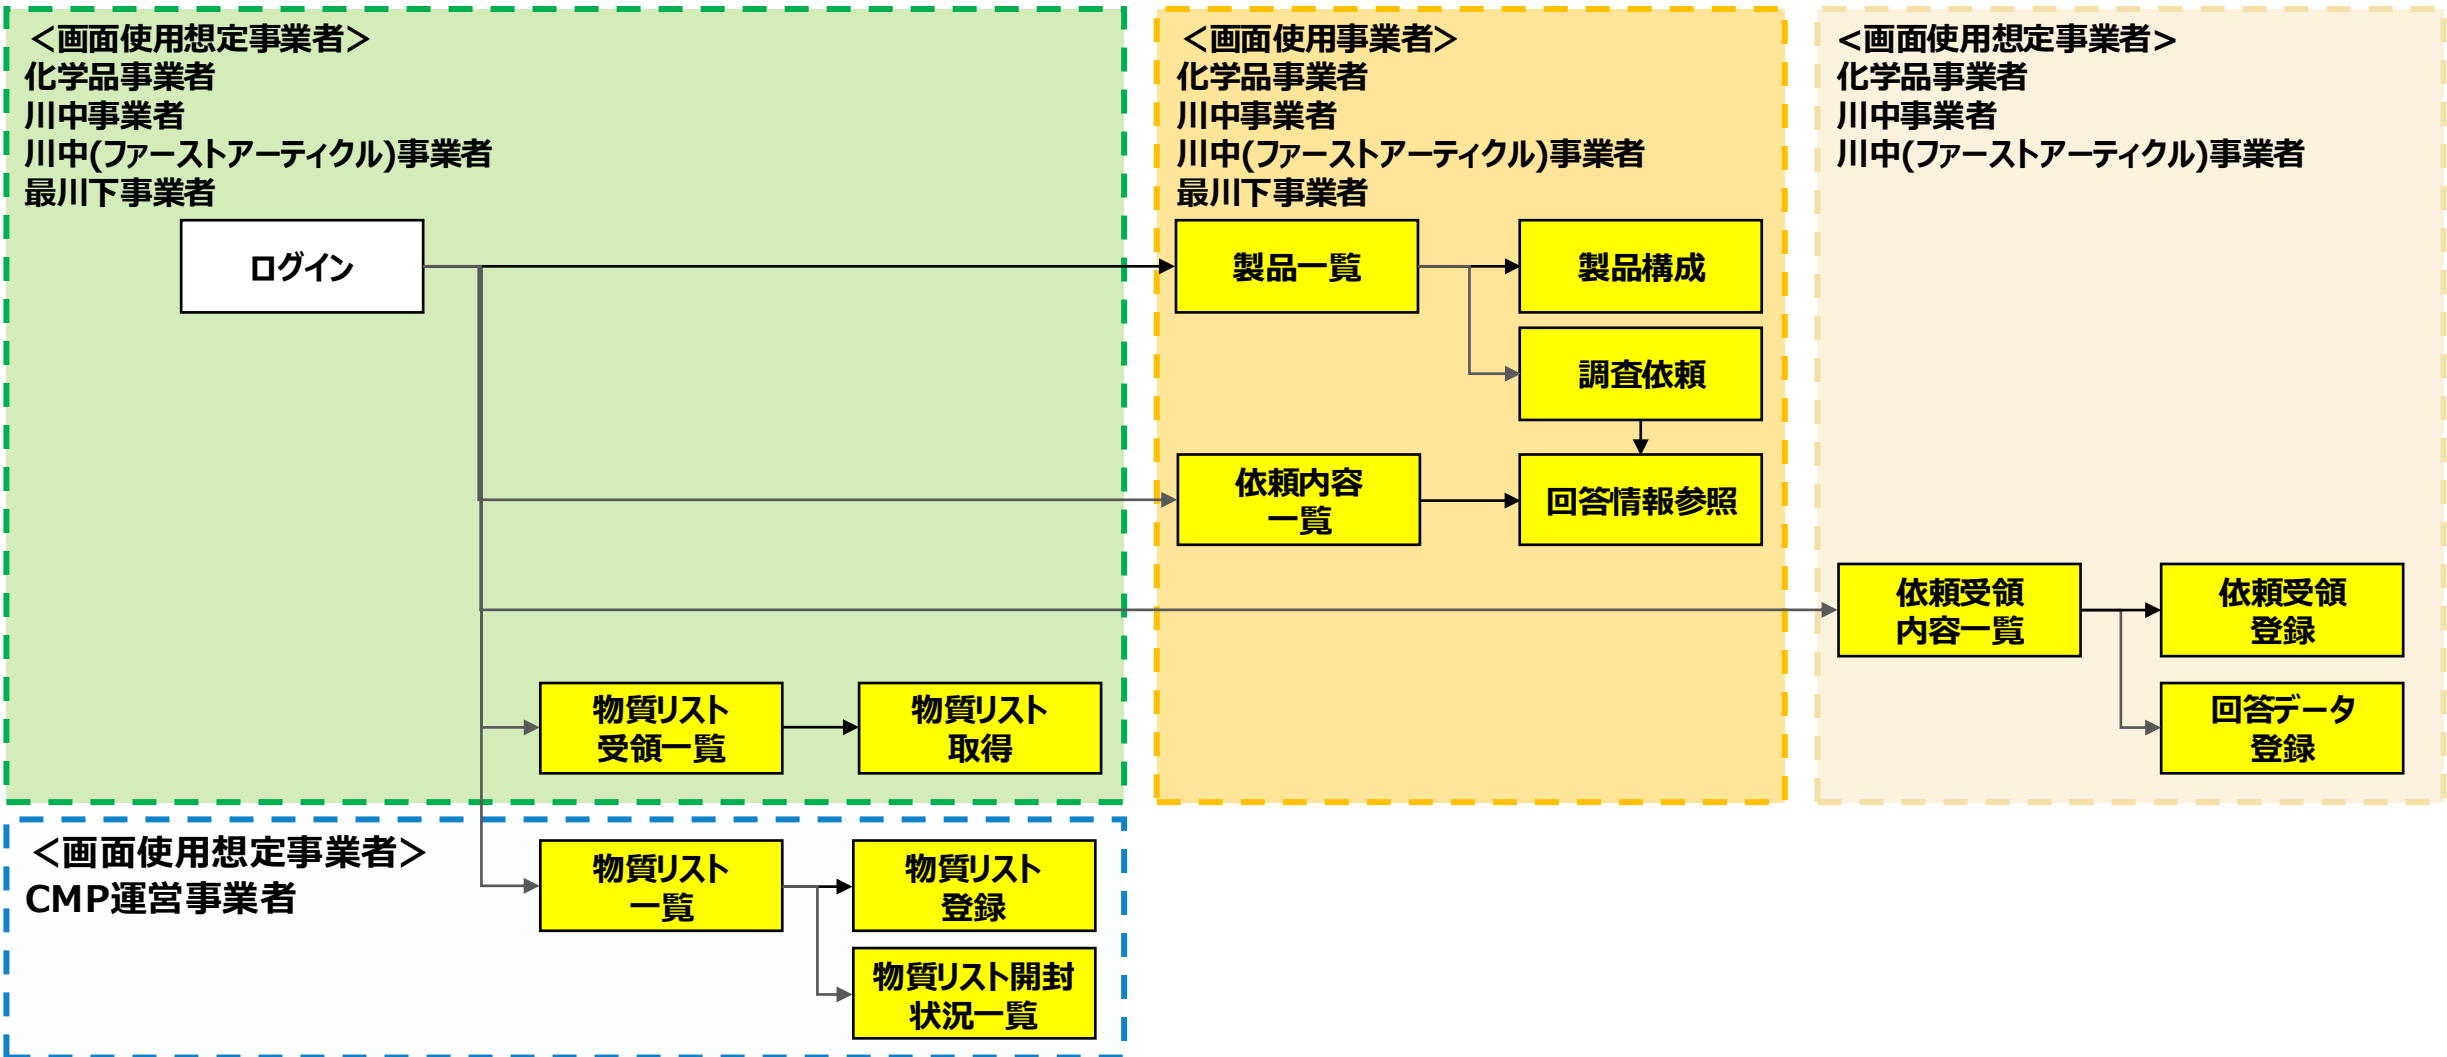 ＜画面使用想定事業者＞
化学品事業者
川中事業者
川中(ファーストアーティクル)事業者
最川下事業者
ログイン
物質リスト
受領一覧
物質リスト
取得
＜画面使用事業者＞
化学品事業者
川中事業者
川中(ファーストアーティクル)事業者
最川下事業者
製品一覧
製品構成
調査依頼
依頼内容
一覧
回答情報参照
<画面使用想定事業者>
化学品事業者
川中事業者
川中(ファーストアーティクル)事業者
依頼受領
内容一覧
依頼受領
登録
回答データ
登録
＜画面使用想定事業者＞
CMP運営事業者
物質リスト
一覧
物質リスト
登録
物質リスト開封
状況一覧